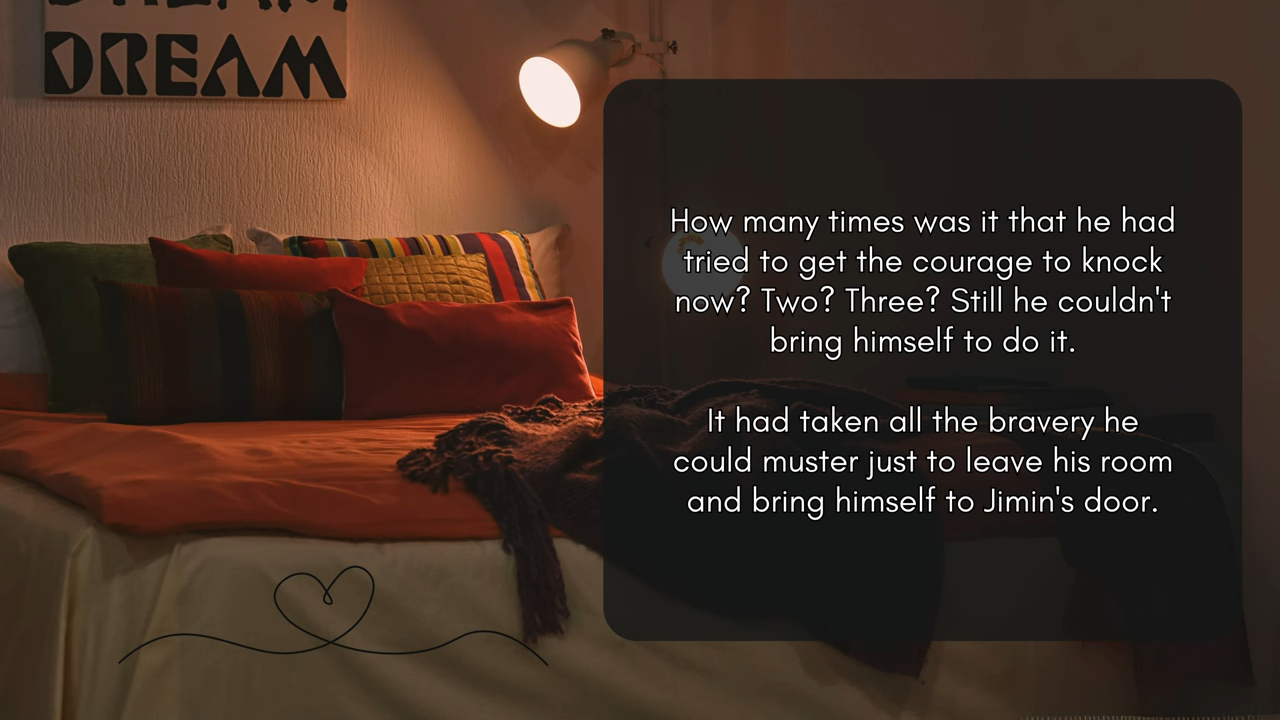 DREAM
DREAM
How many times was it that he had
tried to get the courage to knock
now? Two? Three? Still he couldn't
bring himself to do it.
It had taken all the bravery he
could muster just to leave his room
and bring himself to Jimin's door.